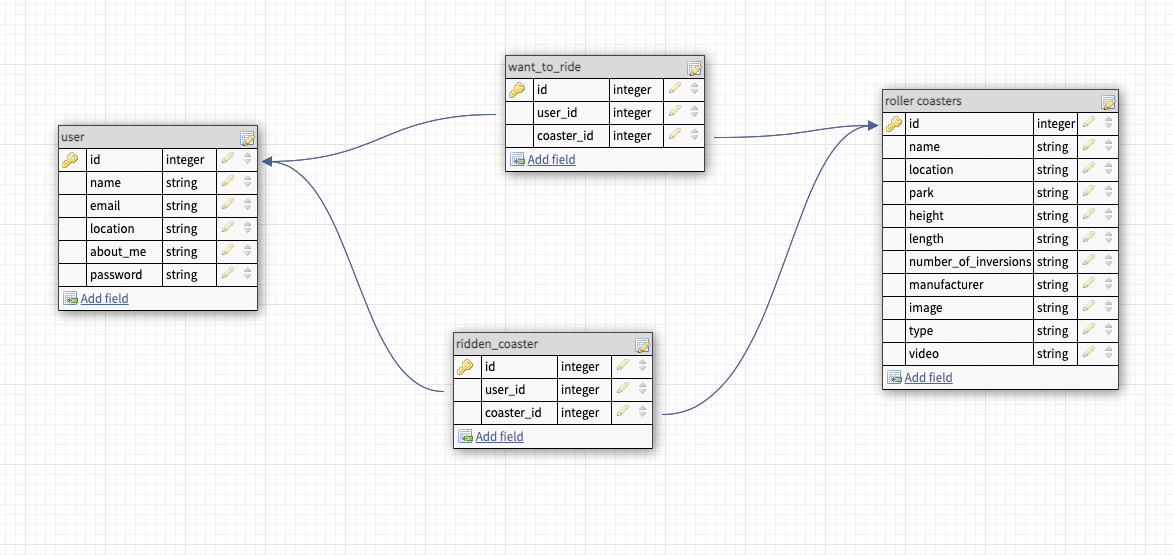 user
id integer
name string
email string
location string
about_me string
password string
Add field
want_to_ride
id integer
user_id integer
coaster_id integer
Add field
ridden_coaster
id integer
user_id integer
coaster_id integer
Add field
roller coasters
id integer
name string
location string
park string
height string
length string
number_of_inversions string
manufacturer string
image string
type string
video string
Add field